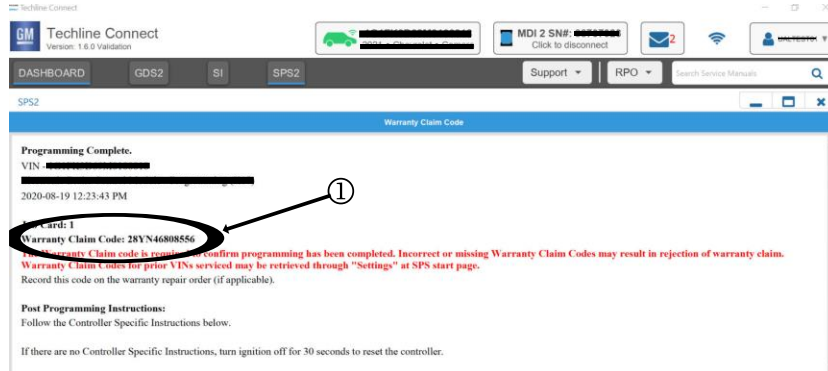 Techline Connect
GM
Techline Connect
Version: 1.6.0 Validation
MDI 2 SN#:
Click to disconnect
2
DASHBOARD GDS2 SI SPS2 Support RPO Search Service Manuals
SPS2
Warranty Claim Code
Programming Complete.
VIN -
2020-08-19 12:23:43 PM
①
Card: 1
Warranty Claim Code: 28YN46808556
The Warranty Claim code is required to confirm programming has been completed. Incorrect or missing Warranty Claim Codes may result in rejection of warranty claim.
Warranty Claim Codes for prior VINs serviced may be retrieved through "Settings" at SPS start page.
Record this code on the warranty repair order (if applicable).
Post Programming Instructions:
Follow the Controller Specific Instructions below.
If there are no Controller Specific Instructions, turn ignition off for 30 seconds to reset the controller.